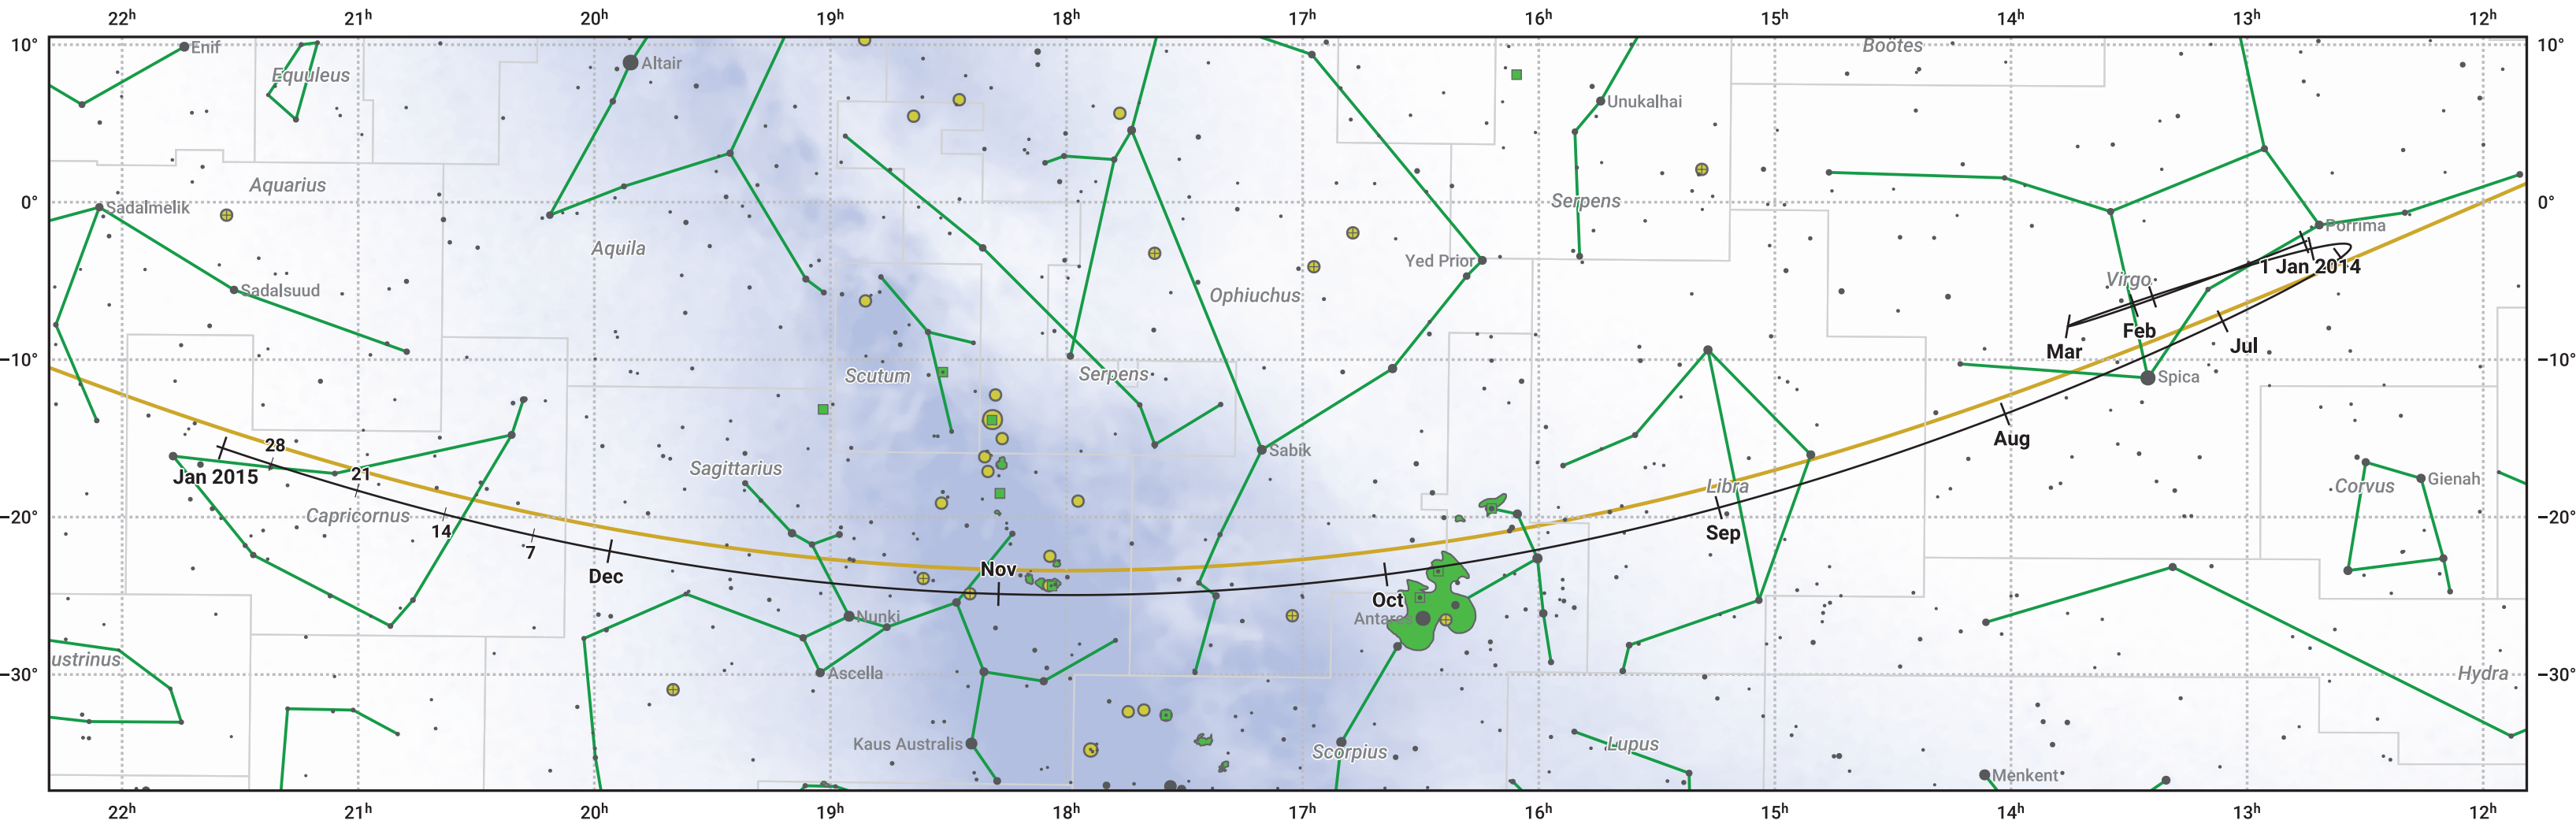 22h 21h 20h 19h 18h 17h 16h 15h 14h 13h 12h
10° Enif Equuleus Altair Boötes 10°
Unukalhai
Aquarius
0° Sadalmelik Serpens 0°
Aquila Porrima
Yed Prior 1 Jan 2014
Sadalsuud Ophiuchus Virgo
Feb
Mar Jul
−10° Scutum Serpens Spica −10°
28 Aug
Jan 2015 21 Sagittarius Sabik Libra Corvus Gienah
−20° Capricornus 14 Sep −20°
7
Dec Nov Oct
Nunki Antares
−30° ustrinus Ascella Hydra −30°
Kaus Australis Scorpius Lupus
Menkent
22h 21h 20h 19h 18h 17h 16h 15h 14h 13h 12h